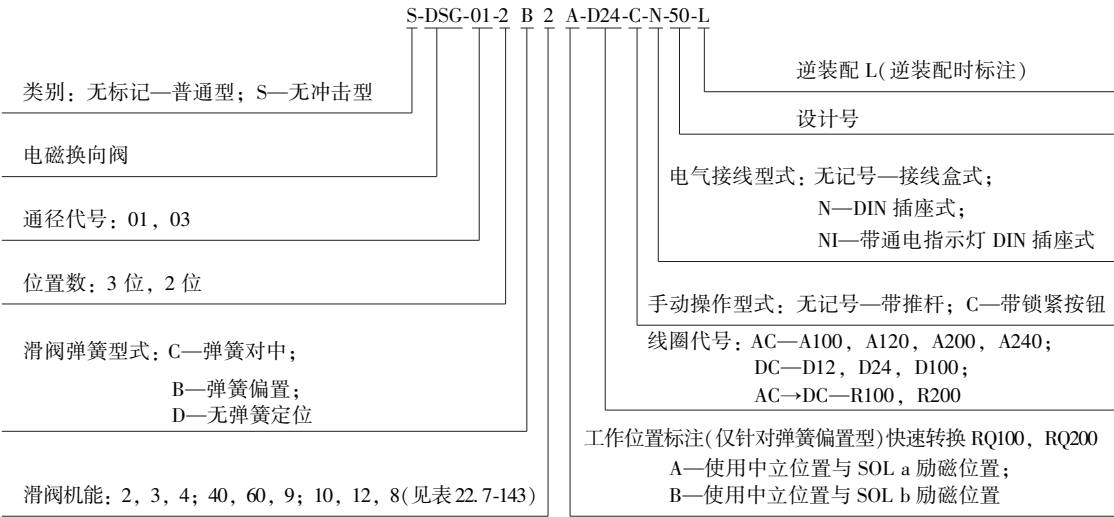 S-DSG-01-2 B 2 A-D24-C-N-50-L
类别：无标记—普通型；S—无冲击型
电磁换向阀
通径代号：01，03
位置数：3 位，2 位
滑阀弹簧型式：C—弹簧对中；
B—弹簧偏置；
D—无弹簧定位
滑阀机能：2，3，4；40，60，9；10，12，8(见表22.7-143)
逆装配 L(逆装配时标注)
设计号
电气接线型式：无记号—接线盒式；
N—DIN 插座式；
NI—带通电指示灯 DIN 插座式
手动操作型式：无记号—带推杆；C—带锁紧按钮
线圈代号：AC—A100，A120，A200，A240；
DC—D12，D24，D100；
AC→DC—R100，R200
工作位置标注(仅针对弹簧偏置型)快速转换 RQ100，RQ200
A—使用中立位置与 SOL a 励磁位置；
B—使用中立位置与 SOL b 励磁位置